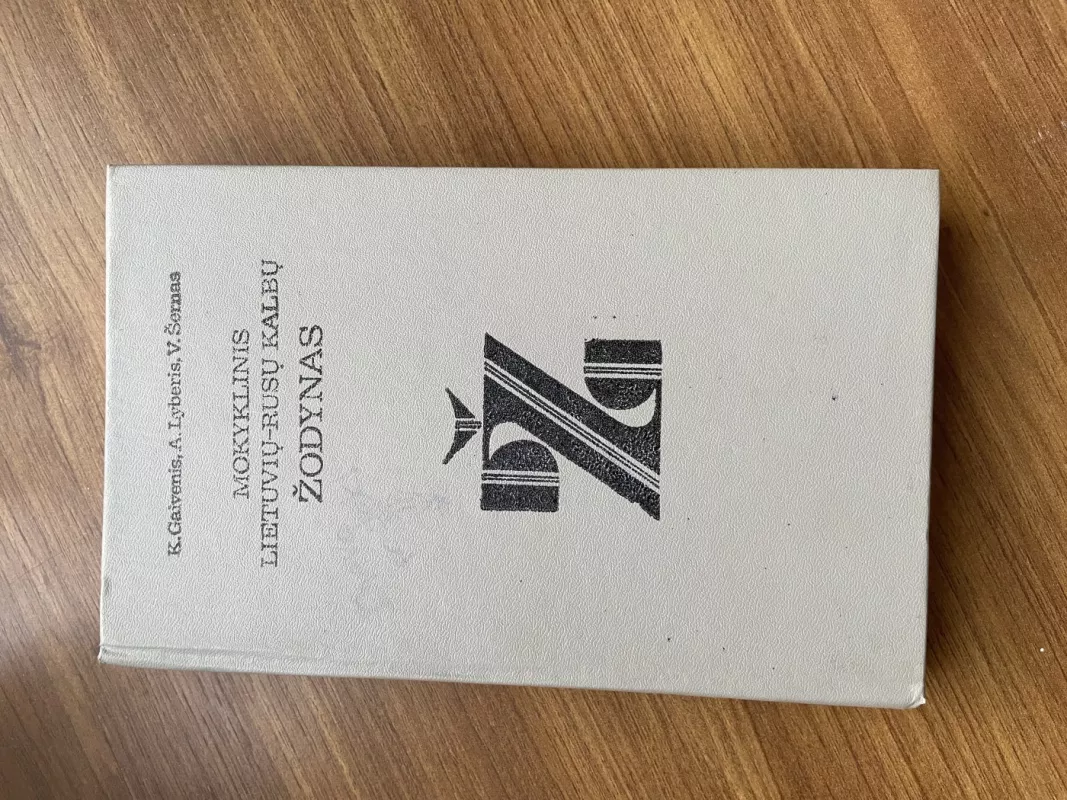 K. Gaivenis, A. Lyberis, V. Šernas
MOKYKLINIS
LIETUVIŲ-RUSŲ KALBŲ
ŽODYNAS
Ž